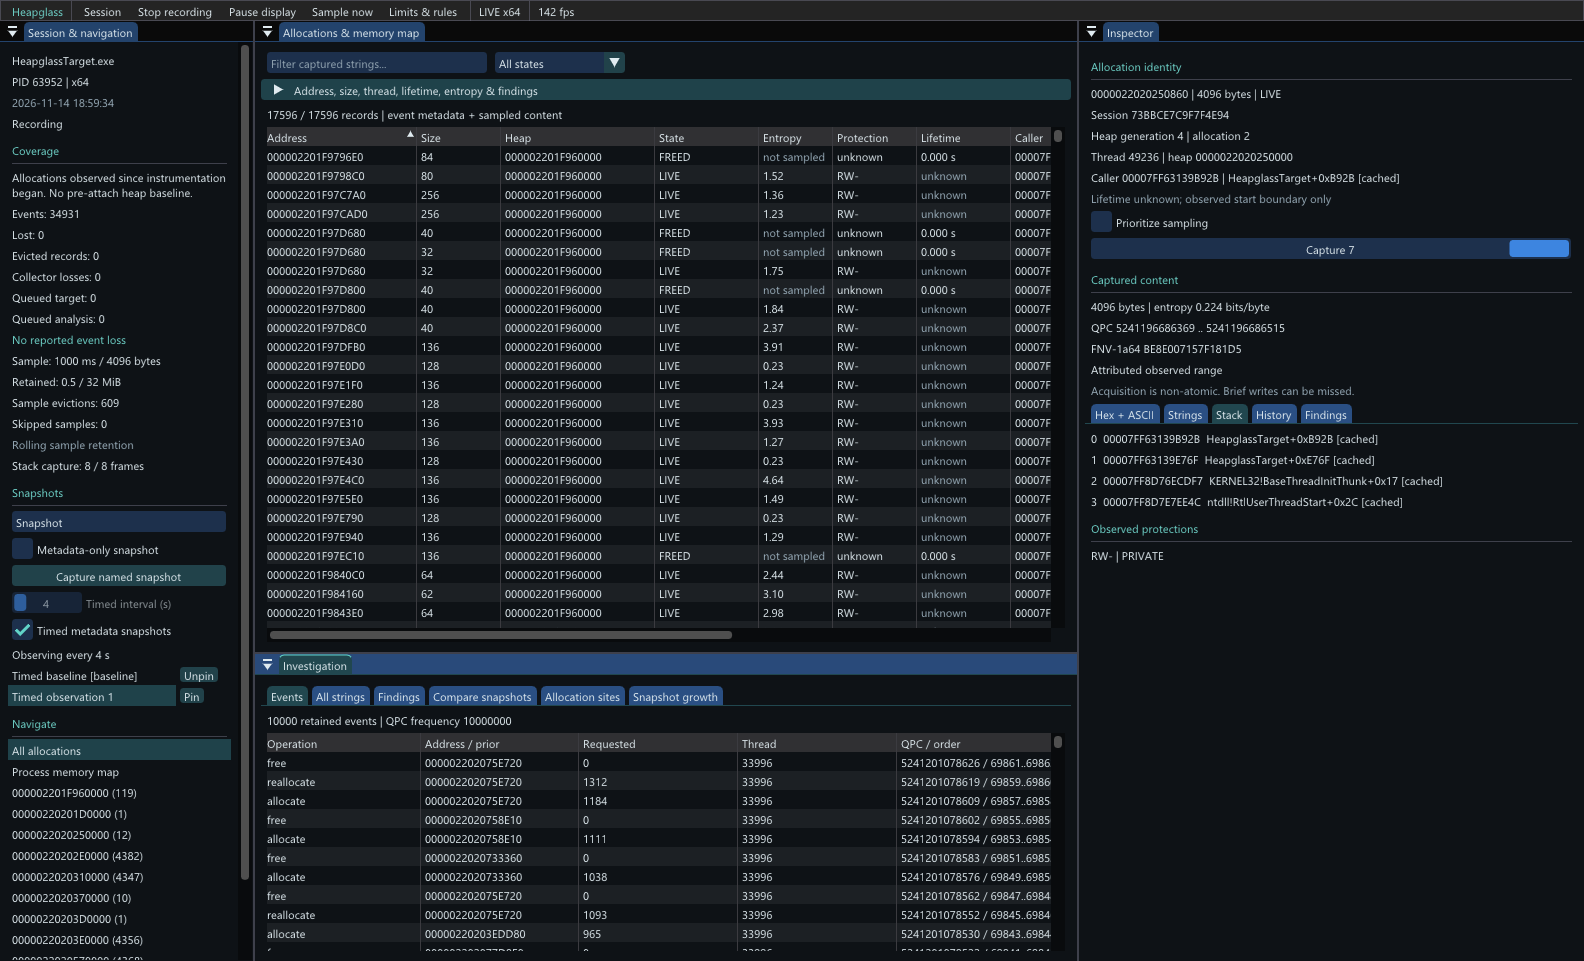 Heapglass Session Stop recording Pause display Sample now Limits & rules LIVE x64 142 fps
Session & navigation
HeapglassTarget.exe
PID 63952 | x64
2026-11-14 18:59:34
Recording
Coverage
Allocations observed since instrumentation
began. No pre-attach heap baseline.
Events: 34931
Lost: 0
Evicted records: 0
Collector losses: 0
Queued target: 0
Queued analysis: 0
No reported event loss
Sample: 1000 ms / 4096 bytes
Retained: 0.5 / 32 MiB
Sample evictions: 609
Skipped samples: 0
Rolling sample retention
Stack capture: 8 / 8 frames
Snapshots
Snapshot
Metadata-only snapshot
Capture named snapshot
4 Timed interval (s)
Timed metadata snapshots
Observing every 4 s
Timed baseline [baseline] Unpin
Timed observation 1 Pin
Navigate
All allocations
Process memory map
000002201F960000 (119)
00000220201D0000 (1)
0000022020250000 (12)
00000220202E0000 (4382)
0000022020310000 (4347)
0000022020370000 (10)
00000220203D0000 (1)
00000220203E0000 (4356)
Allocations & memory map
Filter captured strings... All states
Address, size, thread, lifetime, entropy & findings
17596 / 17596 records | event metadata + sampled content
Address Size Heap State Entropy Protection Lifetime Caller
000002201F9796E0 84 000002201F960000 FREED not sampled unknown 0.000 s 00007F
000002201F9798C0 80 000002201F960000 LIVE 1.52 RW- unknown 00007F
000002201F97C7A0 256 000002201F960000 LIVE 1.36 RW- unknown 00007F
000002201F97CAD0 256 000002201F960000 LIVE 1.23 RW- unknown 00007F
000002201F97D680 40 000002201F960000 FREED not sampled unknown 0.000 s 00007F
000002201F97D680 32 000002201F960000 FREED not sampled unknown 0.000 s 00007F
000002201F97D680 32 000002201F960000 LIVE 1.75 RW- unknown 00007F
000002201F97D800 40 000002201F960000 FREED not sampled unknown 0.000 s 00007F
000002201F97D800 40 000002201F960000 LIVE 1.84 RW- unknown 00007F
000002201F97D8C0 40 000002201F960000 LIVE 2.37 RW- unknown 00007F
000002201F97DFB0 136 000002201F960000 LIVE 3.91 RW- unknown 00007F
000002201F97E0D0 128 000002201F960000 LIVE 0.23 RW- unknown 00007F
000002201F97E1F0 136 000002201F960000 LIVE 1.24 RW- unknown 00007F
000002201F97E280 128 000002201F960000 LIVE 0.23 RW- unknown 00007F
000002201F97E310 136 000002201F960000 LIVE 3.93 RW- unknown 00007F
000002201F97E3A0 136 000002201F960000 LIVE 1.27 RW- unknown 00007F
000002201F97E430 128 000002201F960000 LIVE 0.23 RW- unknown 00007F
000002201F97E4C0 136 000002201F960000 LIVE 4.64 RW- unknown 00007F
000002201F97E5E0 136 000002201F960000 LIVE 1.49 RW- unknown 00007F
000002201F97E790 128 000002201F960000 LIVE 0.23 RW- unknown 00007F
000002201F97E940 136 000002201F960000 LIVE 1.29 RW- unknown 00007F
000002201F97EC10 136 000002201F960000 FREED not sampled unknown 0.000 s 00007F
000002201F9840C0 64 000002201F960000 LIVE 2.44 RW- unknown 00007F
000002201F984160 62 000002201F960000 LIVE 3.10 RW- unknown 00007F
000002201F9843E0 64 000002201F960000 LIVE 2.98 RW- unknown 00007F
Investigation
Events All strings Findings Compare snapshots Allocation sites Snapshot growth
10000 retained events | QPC frequency 10000000
Operation Address / prior Requested Thread QPC / order
free 000002202075E720 0 33996 5241201078626 / 69861..6986
reallocate 000002202075E720 1312 33996 5241201078619 / 69859..6986
allocate 000002202075E720 1184 33996 5241201078609 / 69857..6985
free 0000022020758E10 0 33996 5241201078602 / 69855..6985
allocate 0000022020758E10 1111 33996 5241201078594 / 69853..6985
free 0000022020733360 0 33996 5241201078583 / 69851..6985
allocate 0000022020733360 1038 33996 5241201078576 / 69849..6985
free 000002202075E720 0 33996 5241201078562 / 69847..6984
reallocate 000002202075E720 1093 33996 5241201078552 / 69845..6984
allocate 00000220203EDD80 965 33996 5241201078530 / 69843..6984
Inspector
Allocation identity
0000022020250860 | 4096 bytes | LIVE
Session 73BBCE7C9F7F4E94
Heap generation 4 | allocation 2
Thread 49236 | heap 0000022020250000
Caller 00007FF63139B92B | HeapglassTarget+0xB92B [cached]
Lifetime unknown; observed start boundary only
Prioritize sampling
Capture 7
Captured content
4096 bytes | entropy 0.224 bits/byte
QPC 5241196686369 .. 5241196686515
FNV-1a64 BE8E007157F181D5
Attributed observed range
Acquisition is non-atomic. Brief writes can be missed.
Hex + ASCII Strings Stack History Findings
0 00007FF63139B92B HeapglassTarget+0xB92B [cached]
1 00007FF63139E76F HeapglassTarget+0xE76F [cached]
2 00007FF8D76ECDF7 KERNEL32!BaseThreadInitThunk+0x17 [cached]
3 00007FF8D7E7EE4C ntdll!RtlUserThreadStart+0x2C [cached]
Observed protections
RW- | PRIVATE